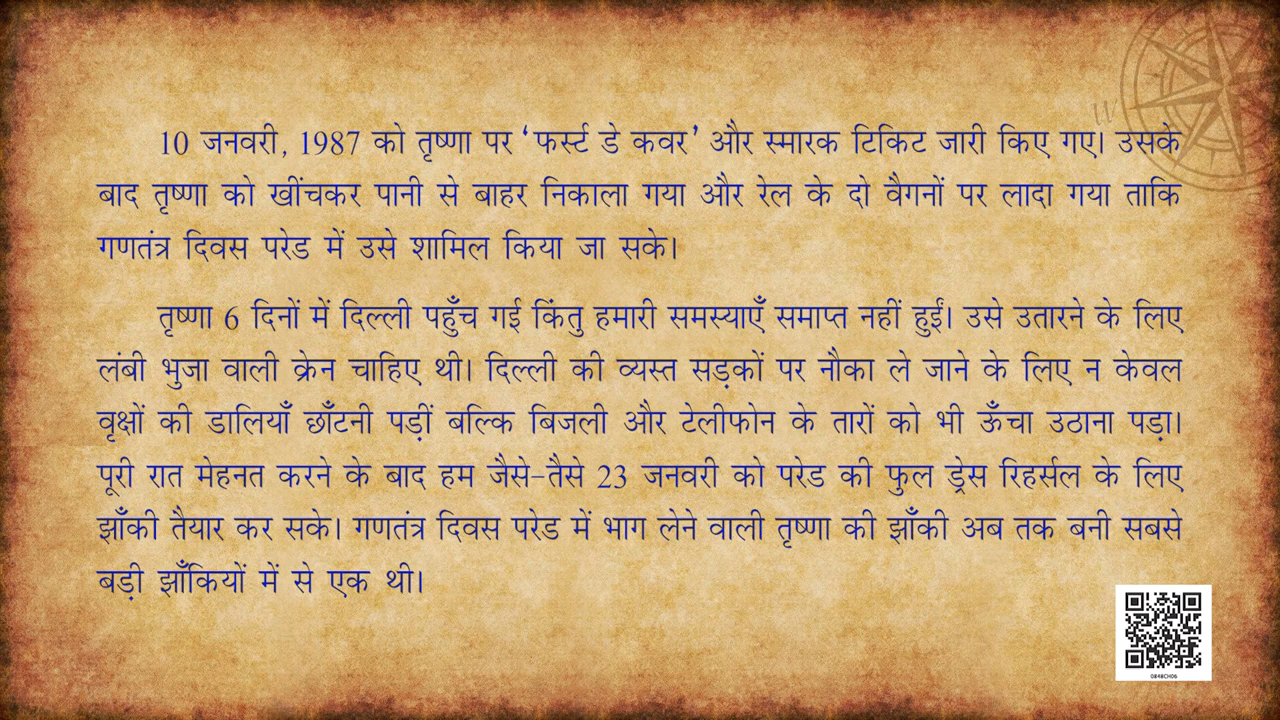 10 जनवरी, 1987 को तृष्णा पर ‘फर्स्ट डे कवर’ और स्मारक टिकिट जारी किए गए। उसके
बाद तृष्णा को खींचकर पानी से बाहर निकाला गया और रेल के दो वैगनों पर लादा गया ताकि
गणतंत्र दिवस परेड में उसे शामिल किया जा सके।
तृष्णा 6 दिनों में दिल्ली पहुँच गई किंतु हमारी समस्याएँ समाप्त नहीं हुईं। उसे उतारने के लिए
लंबी भुजा वाली क्रेन चाहिए थी। दिल्ली की व्यस्त सड़कों पर नौका ले जाने के लिए न केवल
वृक्षों की डालियाँ छाँटनी पड़ीं बल्कि बिजली और टेलीफोन के तारों को भी ऊँचा उठाना पड़ा।
पूरी रात मेहनत करने के बाद हम जैसे-तैसे 23 जनवरी को परेड की फुल ड्रेस रिहर्सल के लिए
झाँकी तैयार कर सके। गणतंत्र दिवस परेड में भाग लेने वाली तृष्णा की झाँकी अब तक बनी सबसे
बड़ी झाँकियों में से एक थी।
W
0848CH06